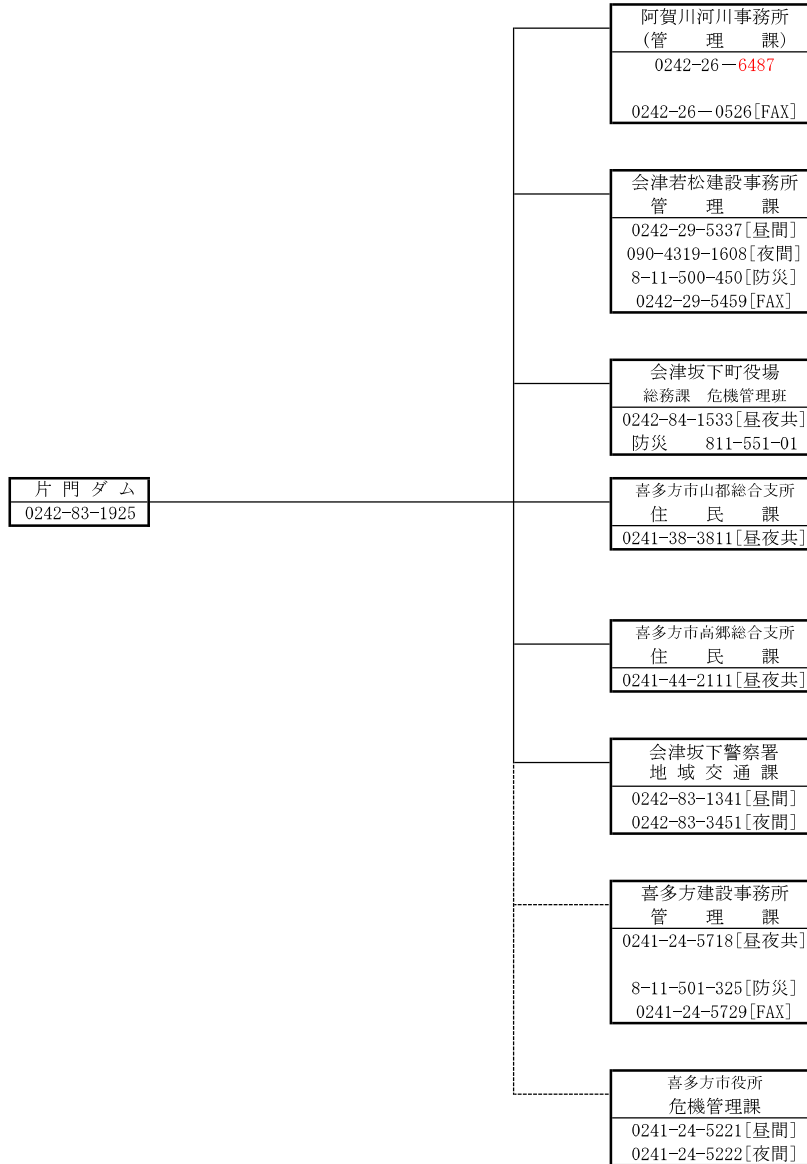 片門ダム
0242-83-1925
阿賀川河川事務所
(管理課)
0242-26－6487
0242-26－0526[FAX]
会津若松建設事務所
管理課
0242-29-5337[昼間]
090-4319-1608[夜間]
8-11-500-450[防災]
0242-29-5459[FAX]
会津坂下町役場
総務課 危機管理班
0242-84-1533[昼夜共]
防災 811-551-01
喜多方市山都総合支所
住民課
0241-38-3811[昼夜共]
喜多方市高郷総合支所
住民課
0241-44-2111[昼夜共]
会津坂下警察署
地域交通課
0242-83-1341[昼間]
0242-83-3451[夜間]
喜多方建設事務所
管理課
0241-24-5718[昼夜共]
8-11-501-325[防災]
0241-24-5729[FAX]
喜多方市役所
危機管理課
0241-24-5221[昼間]
0241-24-5222[夜間]